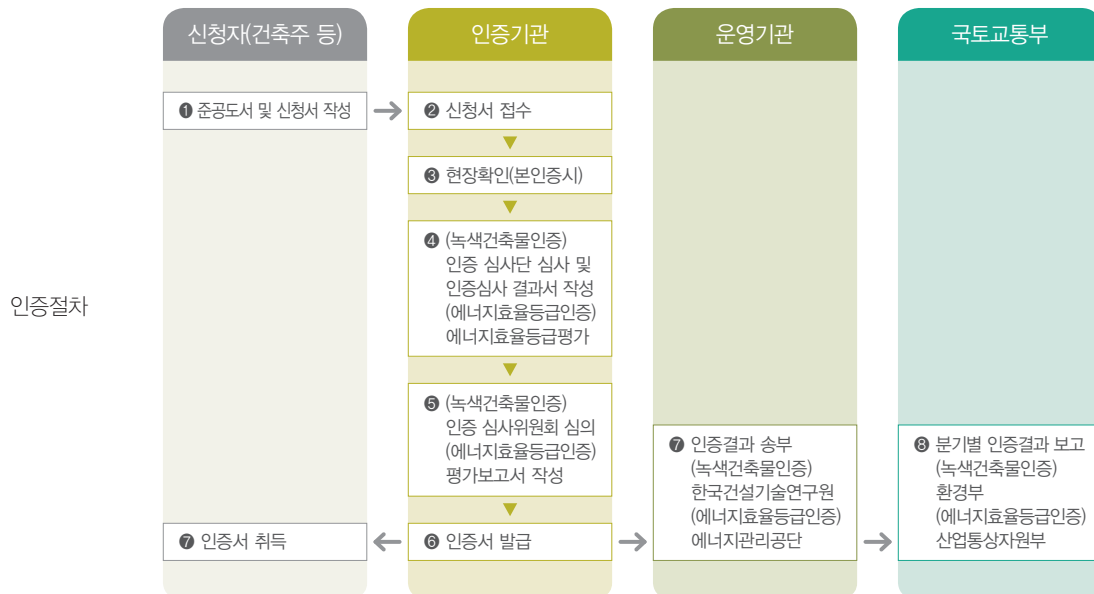 신청자(건축주 등)
인증기관
운영기관
국토교통부
인증절차
❶ 준공도서 및 신청서 작성
❷ 신청서 접수
❸ 현장확인(본인증시)
❹ (녹색건축물인증)
인증 심사단 심사 및
인증심사 결과서 작성
(에너지효율등급인증)
에너지효율등급평가
❺ (녹색건축물인증)
인증 심사위원회 심의
(에너지효율등급인증)
평가보고서 작성
❻ 인증서 발급
❼ 인증서 취득
❼ 인증결과 송부
(녹색건축물인증)
한국건설기술연구원
(에너지효율등급인증)
에너지관리공단
❽ 분기별 인증결과 보고
(녹색건축물인증)
환경부
(에너지효율등급인증)
산업통상자원부